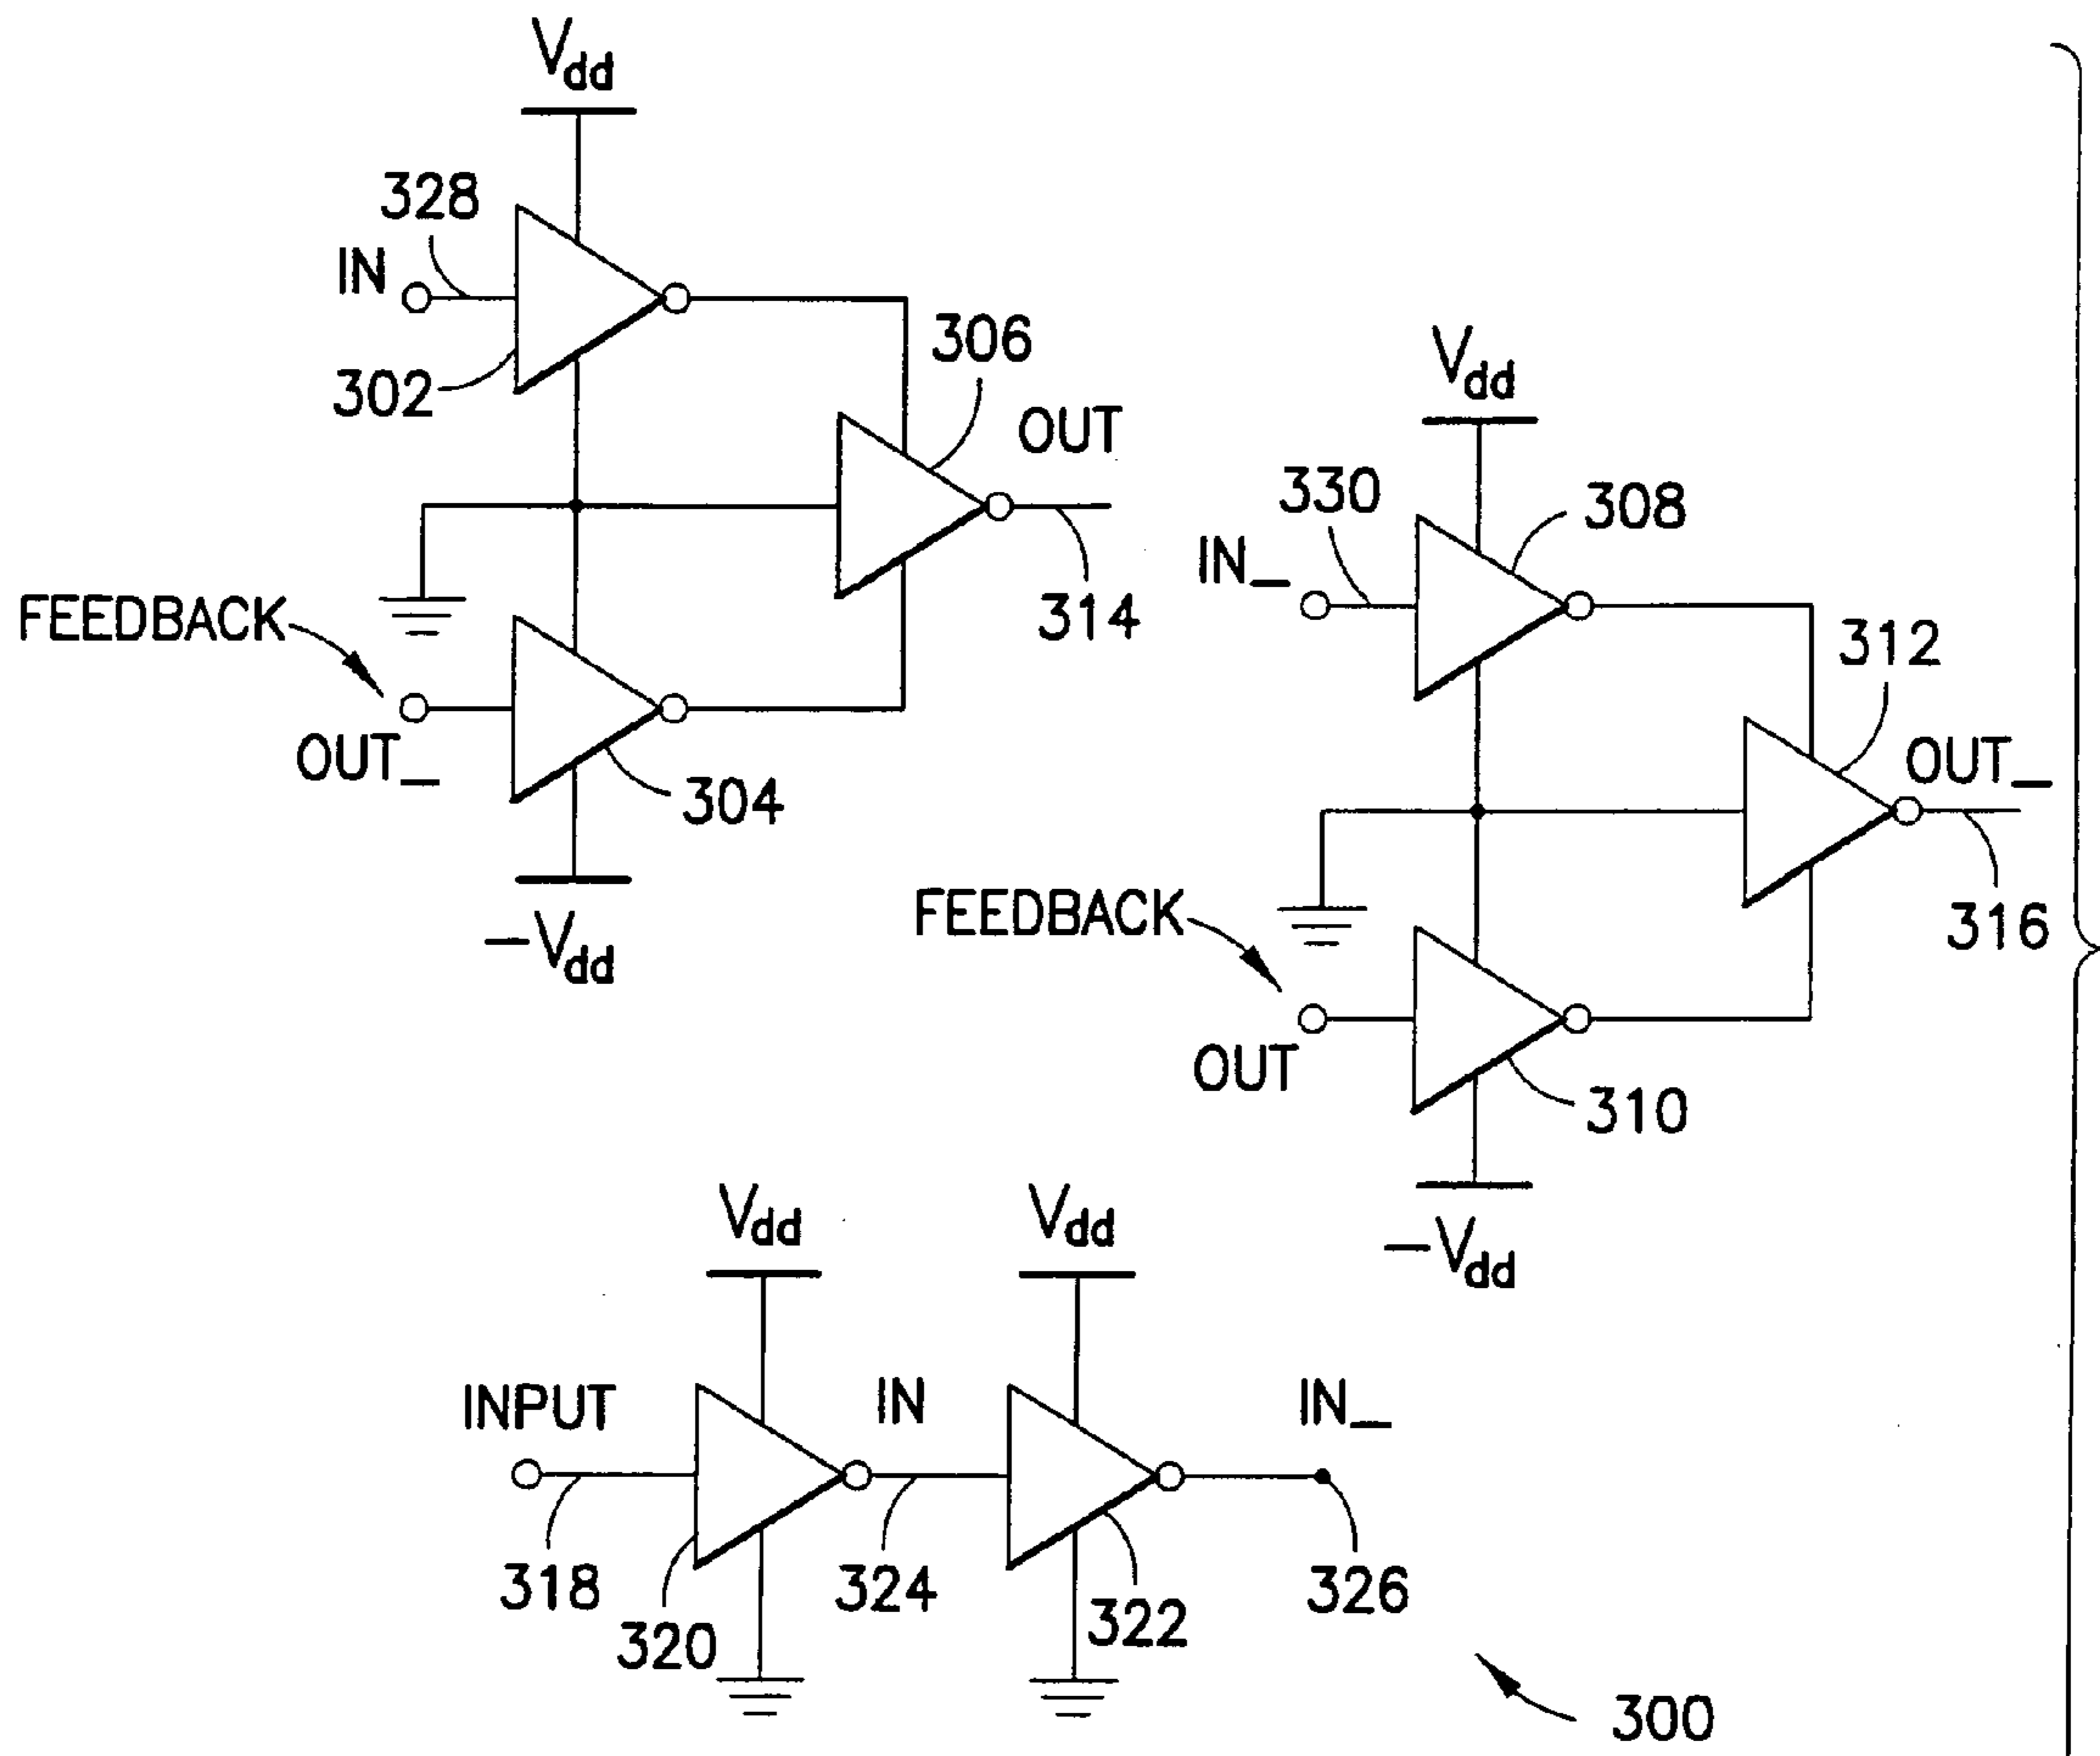 Vdd
328
IN
302
306
OUT
314
FEEDBACK
OUT_
304
-Vdd
Vdd
330
308
IN_
312
OUT_
316
FEEDBACK
OUT
310
-Vdd
Vdd
Vdd
INPUT
IN
IN_
318
320
324
322
326
300